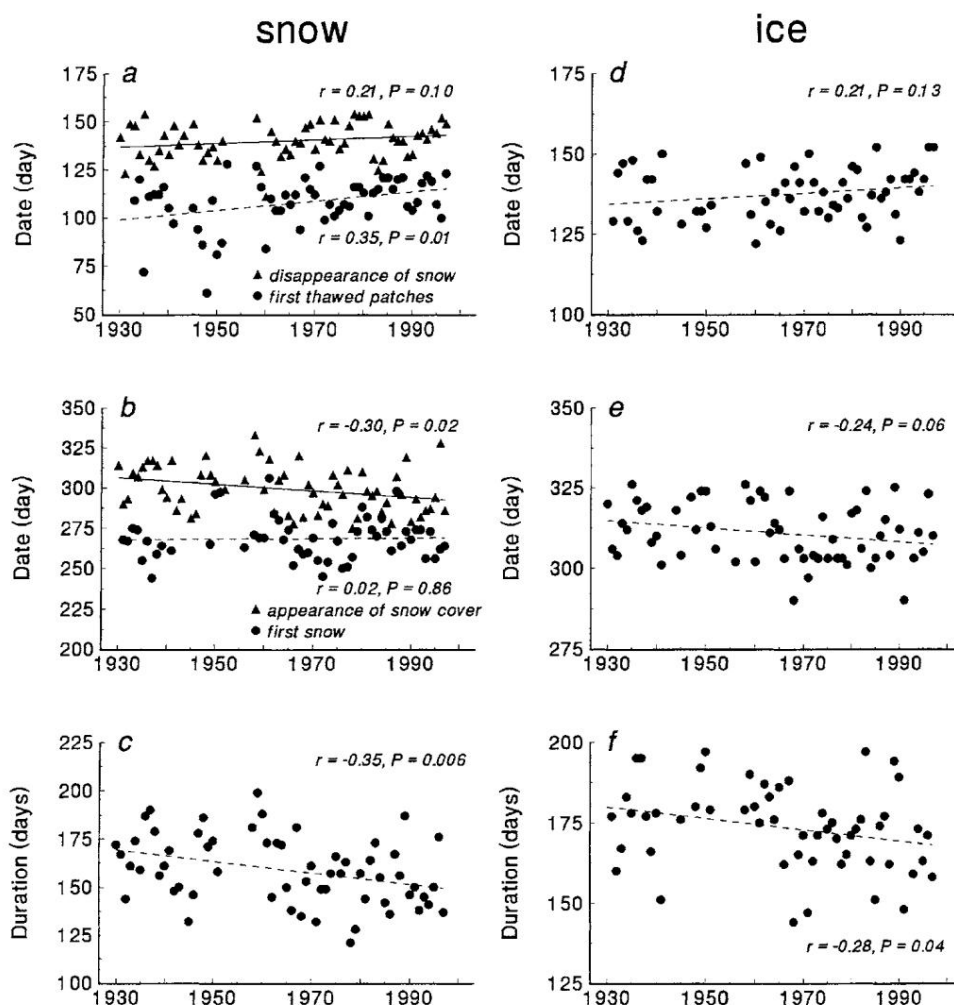 snow
ice
a
r = 0.21, P = 0.10
r = 0.35, P = 0.01
▲ disappearance of snow
● first thawed patches
Date (day)
175
150
125
100
75
50
1930 1950 1970 1990
d
r = 0.21, P = 0.13
Date (day)
175
150
125
100
1930 1950 1970 1990
b
r = -0.30, P = 0.02
r = 0.02, P = 0.86
▲ appearance of snow cover
● first snow
Date (day)
350
325
300
275
250
225
200
1930 1950 1970 1990
e
r = -0.24, P = 0.06
Date (day)
350
325
300
275
1930 1950 1970 1990
c
r = -0.35, P = 0.006
Duration (days)
225
200
175
150
125
100
1930 1950 1970 1990
f
r = -0.28, P = 0.04
Duration (days)
200
175
150
125
1930 1950 1970 1990